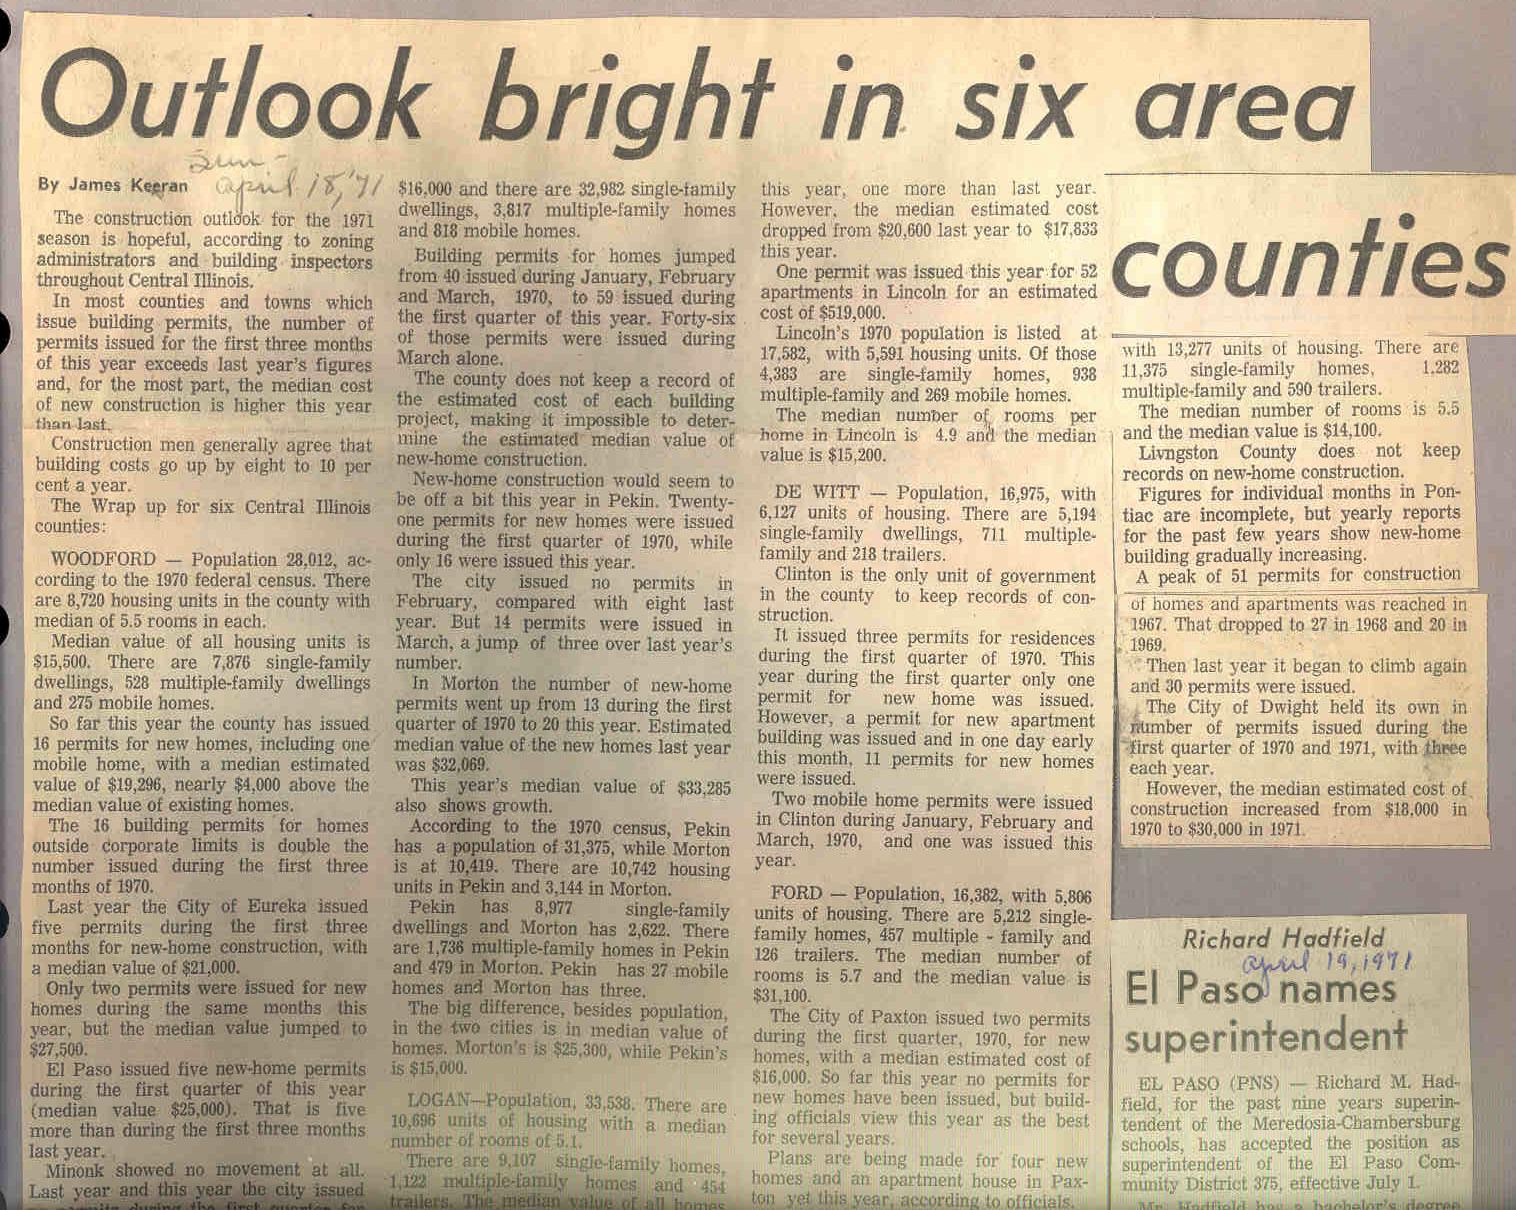 Outlook bright in six area
counties
Sun -
April 18, '71
By James Keeran
The construction outlook for the 1971
season is hopeful, according to zoning
administrators and building inspectors
throughout Central Illinois.
In most counties and towns which
issue building permits, the number of
permits issued for the first three months
of this year exceeds last year's figures
and, for the most part, the median cost
of new construction is higher this year
than last.
Construction men generally agree that
building costs go up by eight to 10 per
cent a year.
The Wrap up for six Central Illinois
counties:
WOODFORD — Population 28,012, ac-
cording to the 1970 federal census. There
are 8,720 housing units in the county with
median of 5.5 rooms in each.
Median value of all housing units is
$15,500. There are 7,876 single-family
dwellings, 528 multiple-family dwellings
and 275 mobile homes.
So far this year the county has issued
16 permits for new homes, including one
mobile home, with a median estimated
value of $19,296, nearly $4,000 above the
median value of existing homes.
The 16 building permits for homes
outside corporate limits is double the
number issued during the first three
months of 1970.
Last year the City of Eureka issued
five permits during the first three
months for new-home construction, with
a median value of $21,000.
Only two permits were issued for new
homes during the same months this
year, but the median value jumped to
$27,500.
El Paso issued five new-home permits
during the first quarter of this year
(median value $25,000). That is five
more than during the first three months
last year.
Minonk showed no movement at all.
Last year and this year the city issued
permits during the first quarter for
$16,000 and there are 32,982 single-family
dwellings, 3,817 multiple-family homes
and 818 mobile homes.
Building permits for homes jumped
from 40 issued during January, February
and March, 1970, to 59 issued during
the first quarter of this year. Forty-six
of those permits were issued during
March alone.
The county does not keep a record of
the estimated cost of each building
project, making it impossible to deter-
mine the estimated median value of
new-home construction.
New-home construction would seem to
be off a bit this year in Pekin. Twenty-
one permits for new homes were issued
during the first quarter of 1970, while
only 16 were issued this year.
The city issued no permits in
February, compared with eight last
year. But 14 permits were issued in
March, a jump of three over last year's
number.
In Morton the number of new-home
permits went up from 13 during the first
quarter of 1970 to 20 this year. Estimated
median value of the new homes last year
was $32,069.
This year's median value of $33,285
also shows growth.
According to the 1970 census, Pekin
has a population of 31,375, while Morton
is at 10,419. There are 10,742 housing
units in Pekin and 3,144 in Morton.
Pekin has 8,977 single-family
dwellings and Morton has 2,622. There
are 1,736 multiple-family homes in Pekin
and 479 in Morton. Pekin has 27 mobile
homes and Morton has three.
The big difference, besides population,
in the two cities is in median value of
homes. Morton's is $25,300, while Pekin's
is $15,000.
LOGAN—Population, 33,538. There are
10,696 units of housing with a median
number of rooms of 5.1.
There are 9,107 single-family homes,
1,122 multiple-family homes and 454
trailers. The median value of all homes
this year, one more than last year.
However, the median estimated cost
dropped from $20,600 last year to $17,833
this year.
One permit was issued this year for 52
apartments in Lincoln for an estimated
cost of $519,000.
Lincoln's 1970 population is listed at
17,582, with 5,591 housing units. Of those
4,383 are single-family homes, 938
multiple-family and 269 mobile homes.
The median number of rooms per
home in Lincoln is 4.9 and the median
value is $15,200.
DE WITT — Population, 16,975, with
6,127 units of housing. There are 5,194
single-family dwellings, 711 multiple-
family and 218 trailers.
Clinton is the only unit of government
in the county to keep records of con-
struction.
It issued three permits for residences
during the first quarter of 1970. This
year during the first quarter only one
permit for new home was issued.
However, a permit for new apartment
building was issued and in one day early
this month, 11 permits for new homes
were issued.
Two mobile home permits were issued
in Clinton during January, February and
March, 1970, and one was issued this
year.
FORD — Population, 16,382, with 5,806
units of housing. There are 5,212 single-
family homes, 457 multiple - family and
126 trailers. The median number of
rooms is 5.7 and the median value is
$31,100.
The City of Paxton issued two permits
during the first quarter, 1970, for new
homes, with a median estimated cost of
$16,000. So far this year no permits for
new homes have been issued, but build-
ing officials view this year as the best
for several years.
Plans are being made for four new
homes and an apartment house in Pax-
ton yet this year, according to officials.
with 13,277 units of housing. There are
11,375 single-family homes, 1,282
multiple-family and 590 trailers.
The median number of rooms is 5.5
and the median value is $14,100.
Livngston County does not keep
records on new-home construction.
Figures for individual months in Pon-
tiac are incomplete, but yearly reports
for the past few years show new-home
building gradually increasing.
A peak of 51 permits for construction
of homes and apartments was reached in
1967. That dropped to 27 in 1968 and 20 in
1969.
Then last year it began to climb again
and 30 permits were issued.
The City of Dwight held its own in
number of permits issued during the
first quarter of 1970 and 1971, with three
each year.
However, the median estimated cost of
construction increased from $18,000 in
1970 to $30,000 in 1971.
Richard Hadfield
April 19, 1971
El Paso names
superintendent
EL PASO (PNS) — Richard M. Had-
field, for the past nine years superin-
tendent of the Meredosia-Chambersburg
schools, has accepted the position as
superintendent of the El Paso Com-
munity District 375, effective July 1.
Mr. Hadfield has a bachelor's degree